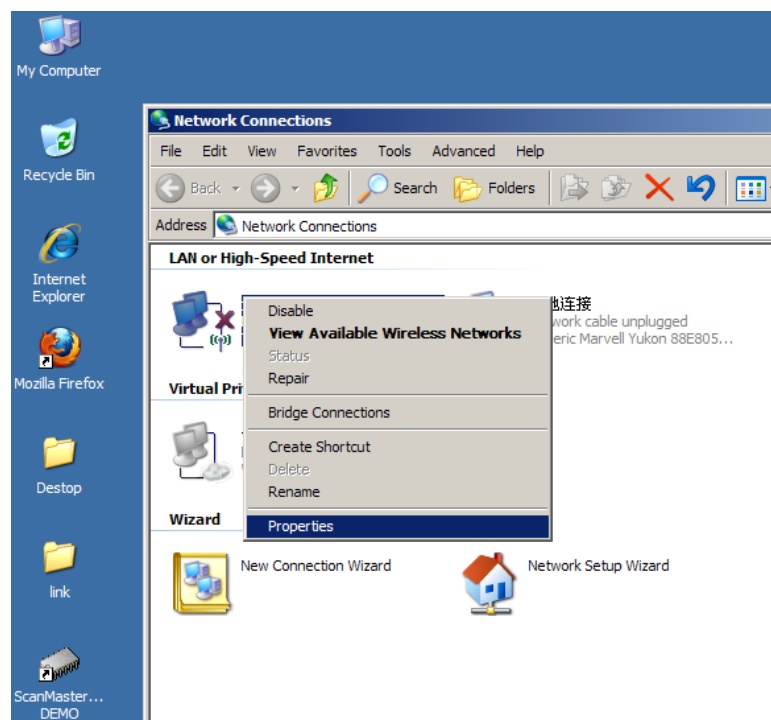 My Computer
Recycle Bin
Internet
Explorer
Mozilla Firefox
Destop
link
ScanMaster...
DEMO
Network Connections
File Edit View Favorites Tools Advanced Help
Back Search Folders
Address Network Connections
LAN or High-Speed Internet
地连接
work cable unplugged
eric Marvell Yukon 88E805...
Disable
View Available Wireless Networks
Status
Repair
Bridge Connections
Create Shortcut
Delete
Rename
Properties
Virtual Pri
Wizard
New Connection Wizard
Network Setup Wizard